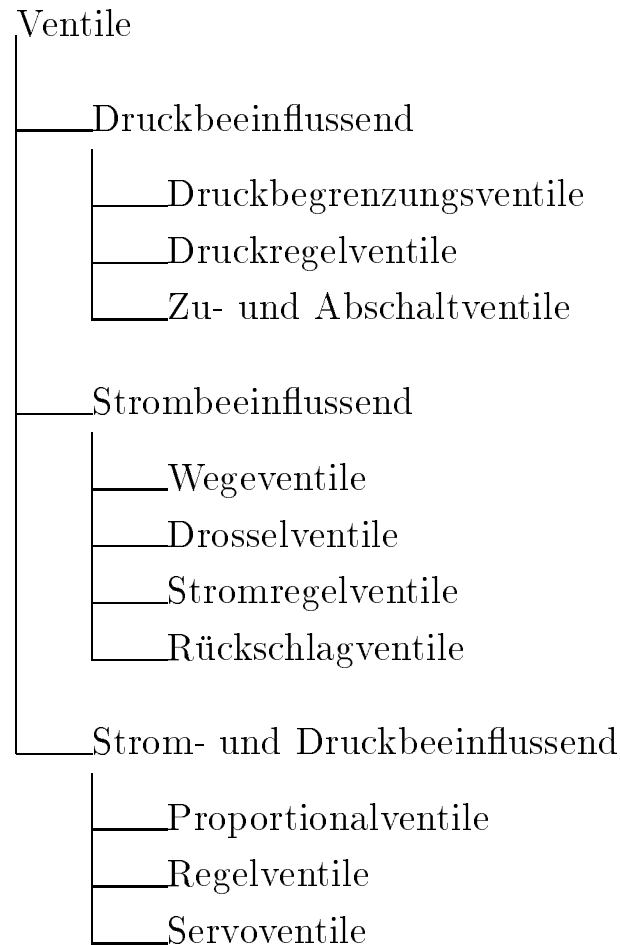 Ventile
Druckbeeinflussend
Druckbegrenzungsventile
Druckregelventile
Zu- und Abschaltventile
Strombeeinflussend
Wegeventile
Drosselventile
Stromregelventile
Rückschlagventile
Strom- und Druckbeeinflussend
Proportionalventile
Regelventile
Servoventile